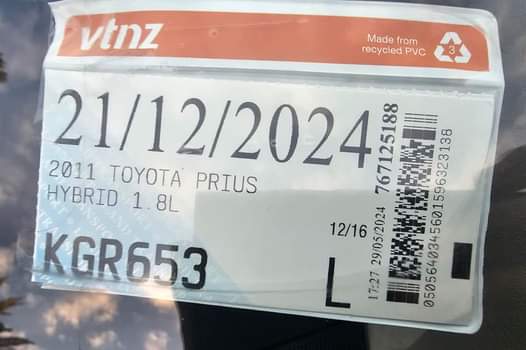 vtnz
Made from
recycled PVC
3
21/12/2024
2011 TOYOTA PRIUS
HYBRID 1.8L
12/16
KGR653
L
17:27 29/05/2024
767125188
0505640345601596323138